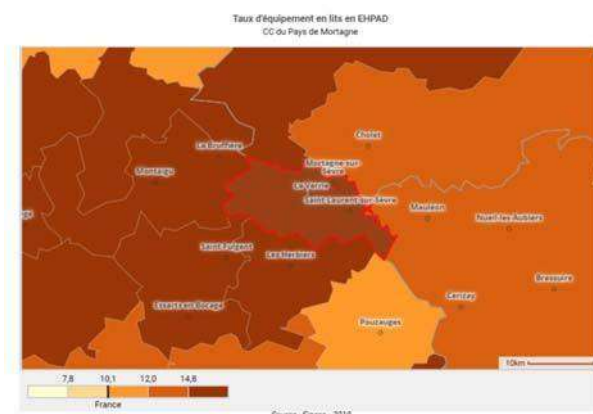 Taux d'équipement en lits en EHPAD
CC du Pays de Mortagne
La Bruffière
Cholet
Mortagne sur
Sèvre
Montaigu
La Verrie
Saint Laurent sur Sèvre
Mauléon
Nueil-les-Aubiers
Saint Fulgent
Les Herbiers
Bressuire
Essarts en Bocage
Cerizay
Pouzauges
10km
7,8 10,1 12,0 14,8
France